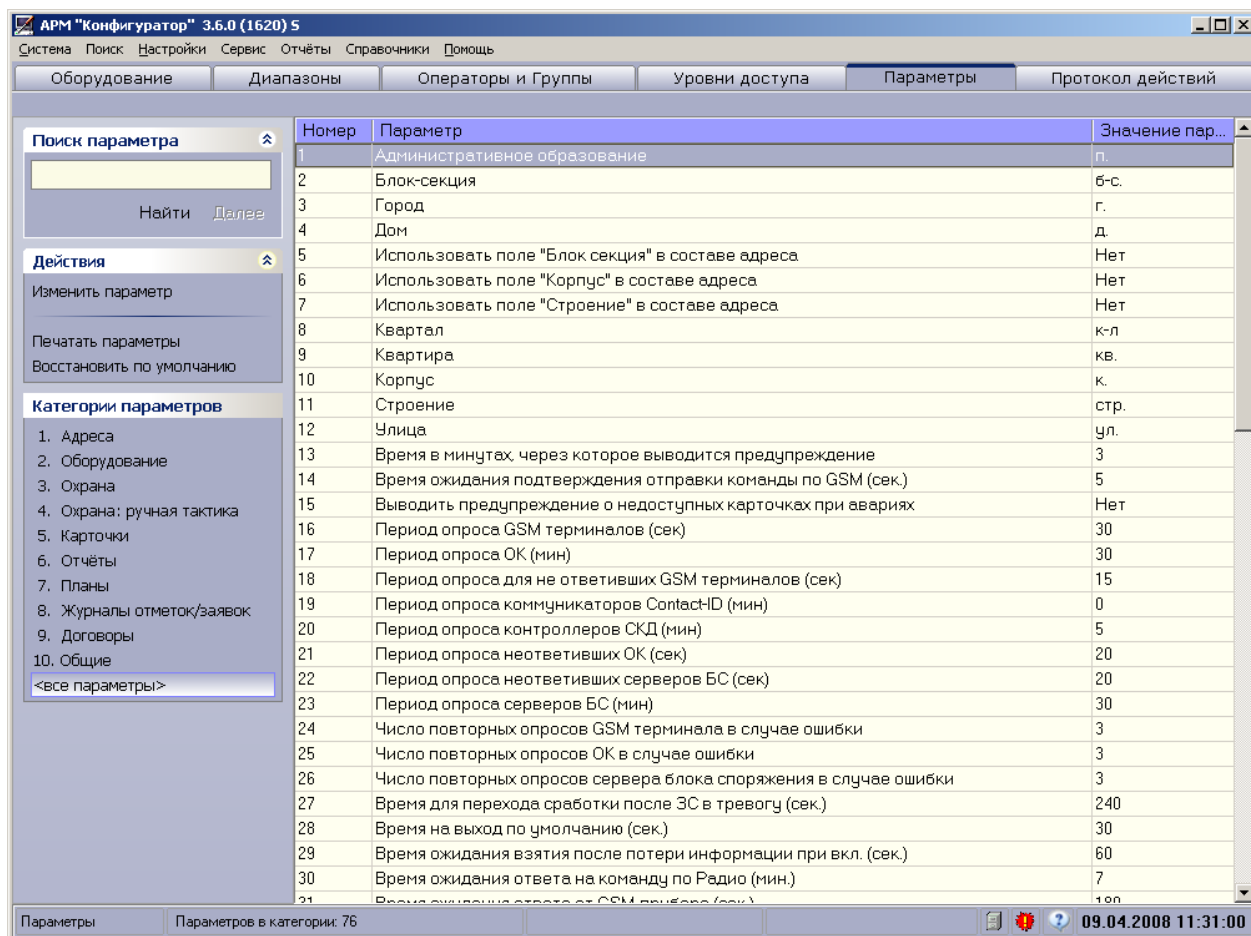 АРМ "Конфигуратор" 3.6.0 (1620) S
Система Поиск Настройки Сервис Отчёты Справочники Помощь
Оборудование Диапазоны Операторы и Группы Уровни доступа Параметры Протокол действий
Поиск параметра
Найти Далее
Действия
Изменить параметр
Печатать параметры
Восстановить по умолчанию
Категории параметров
1. Адреса
2. Оборудование
3. Охрана
4. Охрана: ручная тактика
5. Карточки
6. Отчёты
7. Планы
8. Журналы отметок/заявок
9. Договоры
10. Общие
<все параметры>
Номер Параметр Значение пар...
1 Административное образование п.
2 Блок-секция б-с.
3 Город г.
4 Дом д.
5 Использовать поле "Блок секция" в составе адреса Нет
6 Использовать поле "Корпус" в составе адреса Нет
7 Использовать поле "Строение" в составе адреса Нет
8 Квартал к-л
9 Квартира кв.
10 Корпус к.
11 Строение стр.
12 Улица ул.
13 Время в минутах, через которое выводится предупреждение 3
14 Время ожидания подтверждения отправки команды по GSM (сек.) 5
15 Выводить предупреждение о недоступных карточках при авариях Нет
16 Период опроса GSM терминалов (сек) 30
17 Период опроса ОК (мин) 30
18 Период опроса для не ответивших GSM терминалов (сек) 15
19 Период опроса коммуникаторов Contact-ID (мин) 0
20 Период опроса контроллеров СКД (мин) 5
21 Период опроса неответивших ОК (сек) 20
22 Период опроса неответивших серверов БС (сек) 20
23 Период опроса серверов БС (мин) 30
24 Число повторных опросов GSM терминала в случае ошибки 3
25 Число повторных опросов ОК в случае ошибки 3
26 Число повторных опросов сервера блока споряжения в случае ошибки 3
27 Время для перехода сработки после ЗС в тревогу (сек.) 240
28 Время на выход по умолчанию (сек.) 30
29 Время ожидания взятия после потери информации при вкл. (сек.) 60
30 Время ожидания ответа на команду по Радио (мин.) 7
31 Время ожидания ответа от GSM прибора (сек.) 180
Параметры Параметров в категории: 76 09.04.2008 11:31:00